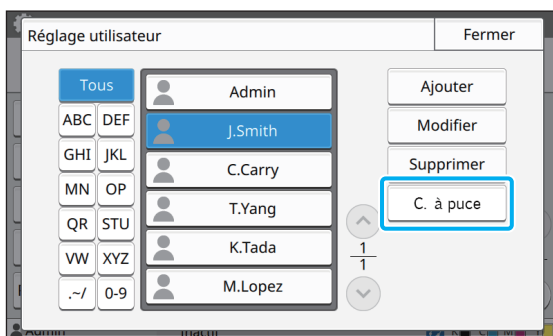 Réglage utilisateur
Fermer
Tous
ABC DEF
GHI JKL
MN OP
QR STU
VW XYZ
.~/ 0-9
Admin
J.Smith
C.Carry
T.Yang
K.Tada
M.Lopez
1
1
Ajouter
Modifier
Supprimer
C. à puce
Admin
Inactif